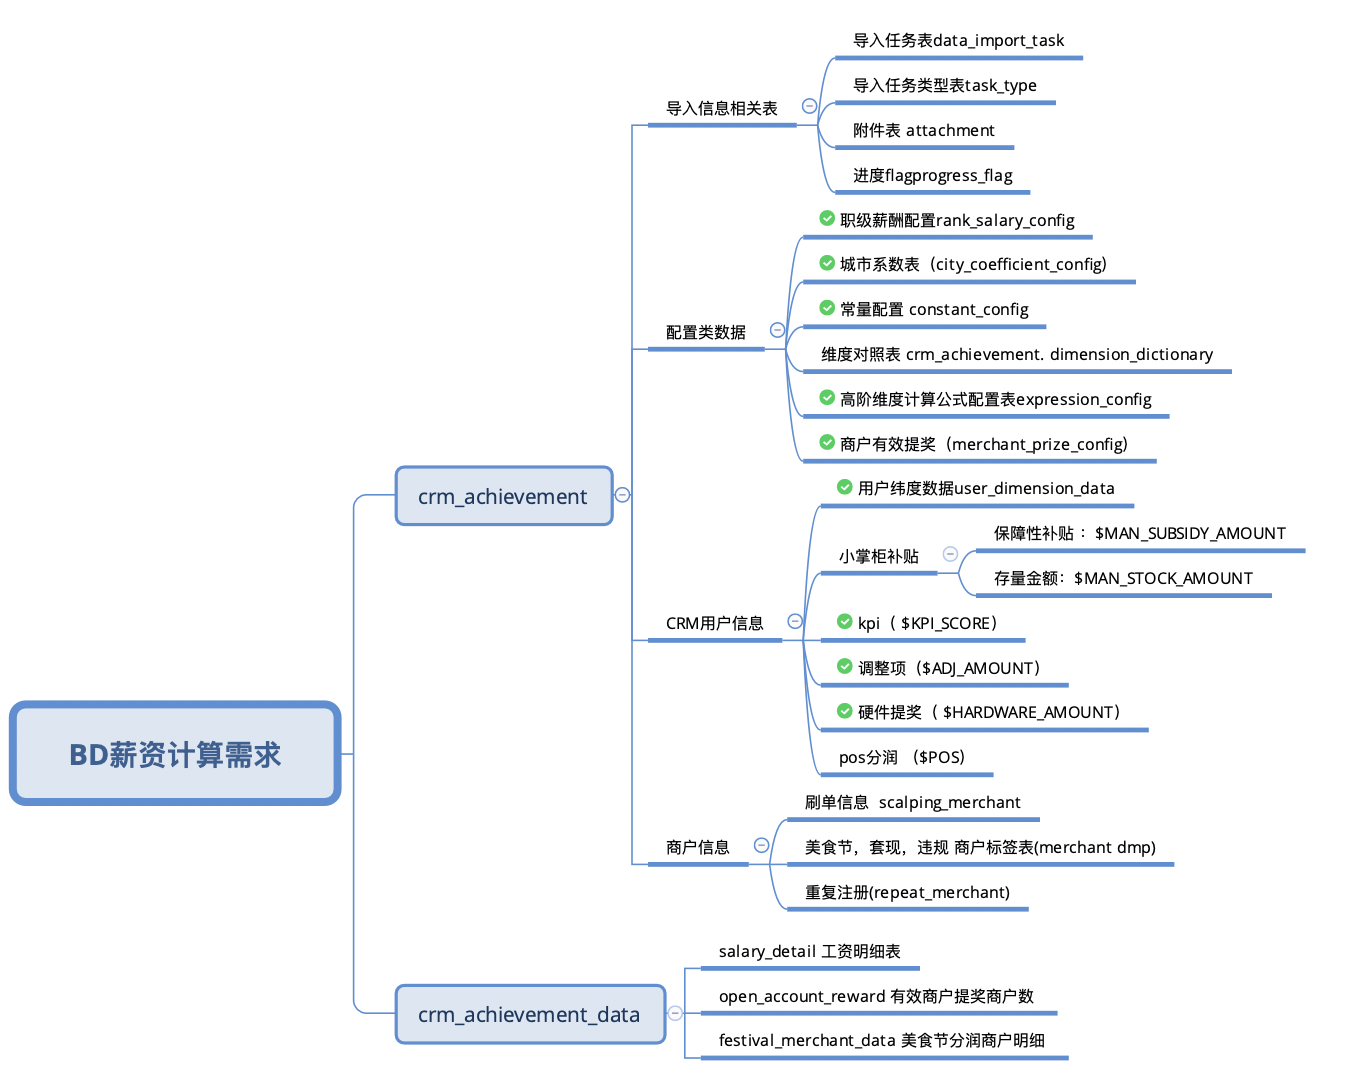 导入任务表data_import_task
导入任务类型表task_type
导入信息相关表
附件表 attachment
进度flagprogress_flag
职级薪酬配置rank_salary_config
城市系数表（city_coefficient_config）
常量配置 constant_config
配置类数据
维度对照表 crm_achievement. dimension_dictionary
高阶维度计算公式配置表expression_config
商户有效提奖（merchant_prize_config）
crm_achievement
用户纬度数据user_dimension_data
保障性补贴 ：$MAN_SUBSIDY_AMOUNT
小掌柜补贴
存量金额：$MAN_STOCK_AMOUNT
CRM用户信息
kpi（ $KPI_SCORE）
调整项（$ADJ_AMOUNT）
硬件提奖（ $HARDWARE_AMOUNT）
pos分润 （$POS）
BD薪资计算需求
刷单信息 scalping_merchant
商户信息
美食节，套现，违规 商户标签表(merchant dmp)
重复注册(repeat_merchant)
salary_detail 工资明细表
crm_achievement_data
open_account_reward 有效商户提奖商户数
festival_merchant_data 美食节分润商户明细